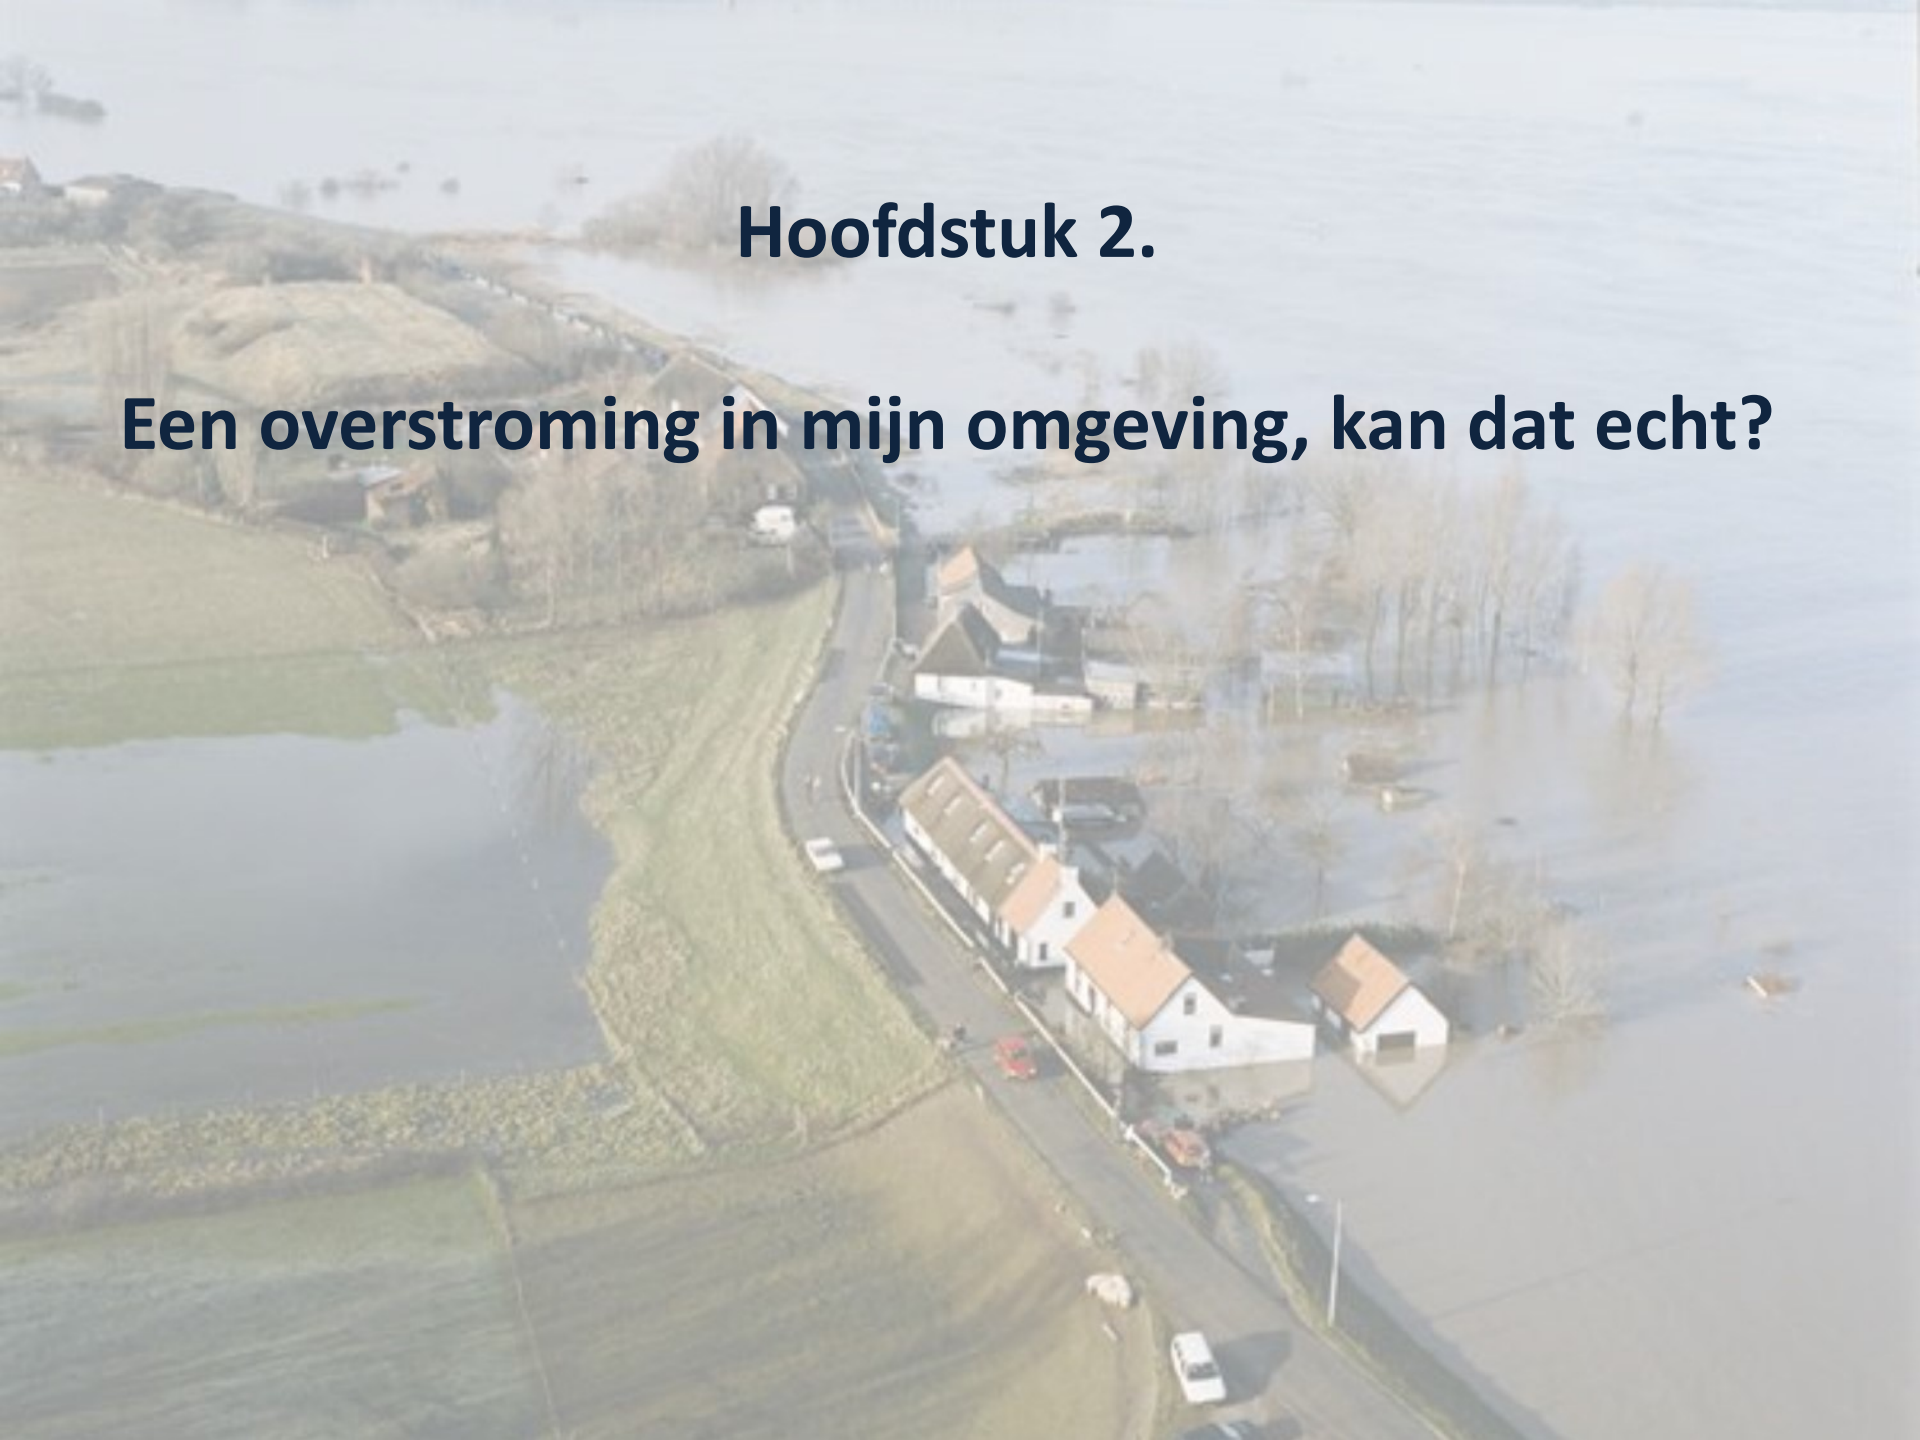 Hoofdstuk 2.
Een overstroming in mijn omgeving, kan dat echt?